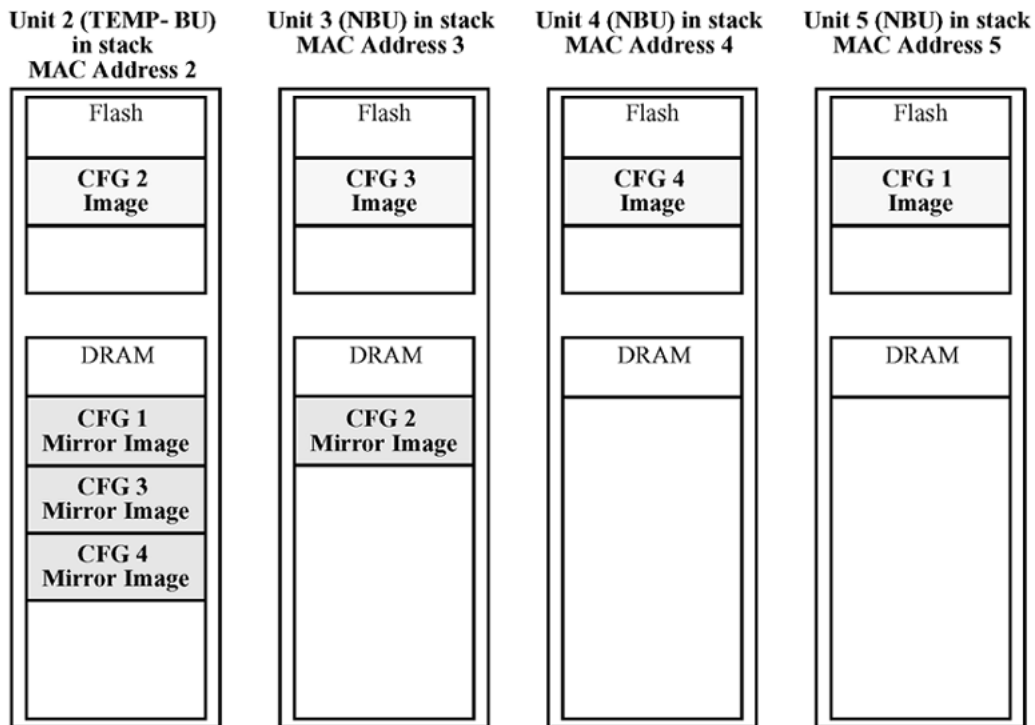 Unit 2 (TEMP- BU)
in stack
MAC Address 2
Flash
CFG 2
Image
DRAM
CFG 1
Mirror Image
CFG 3
Mirror Image
CFG 4
Mirror Image
Unit 3 (NBU) in stack
MAC Address 3
Flash
CFG 3
Image
DRAM
CFG 2
Mirror Image
Unit 4 (NBU) in stack
MAC Address 4
Flash
CFG 4
Image
DRAM
Unit 5 (NBU) in stack
MAC Address 5
Flash
CFG 1
Image
DRAM